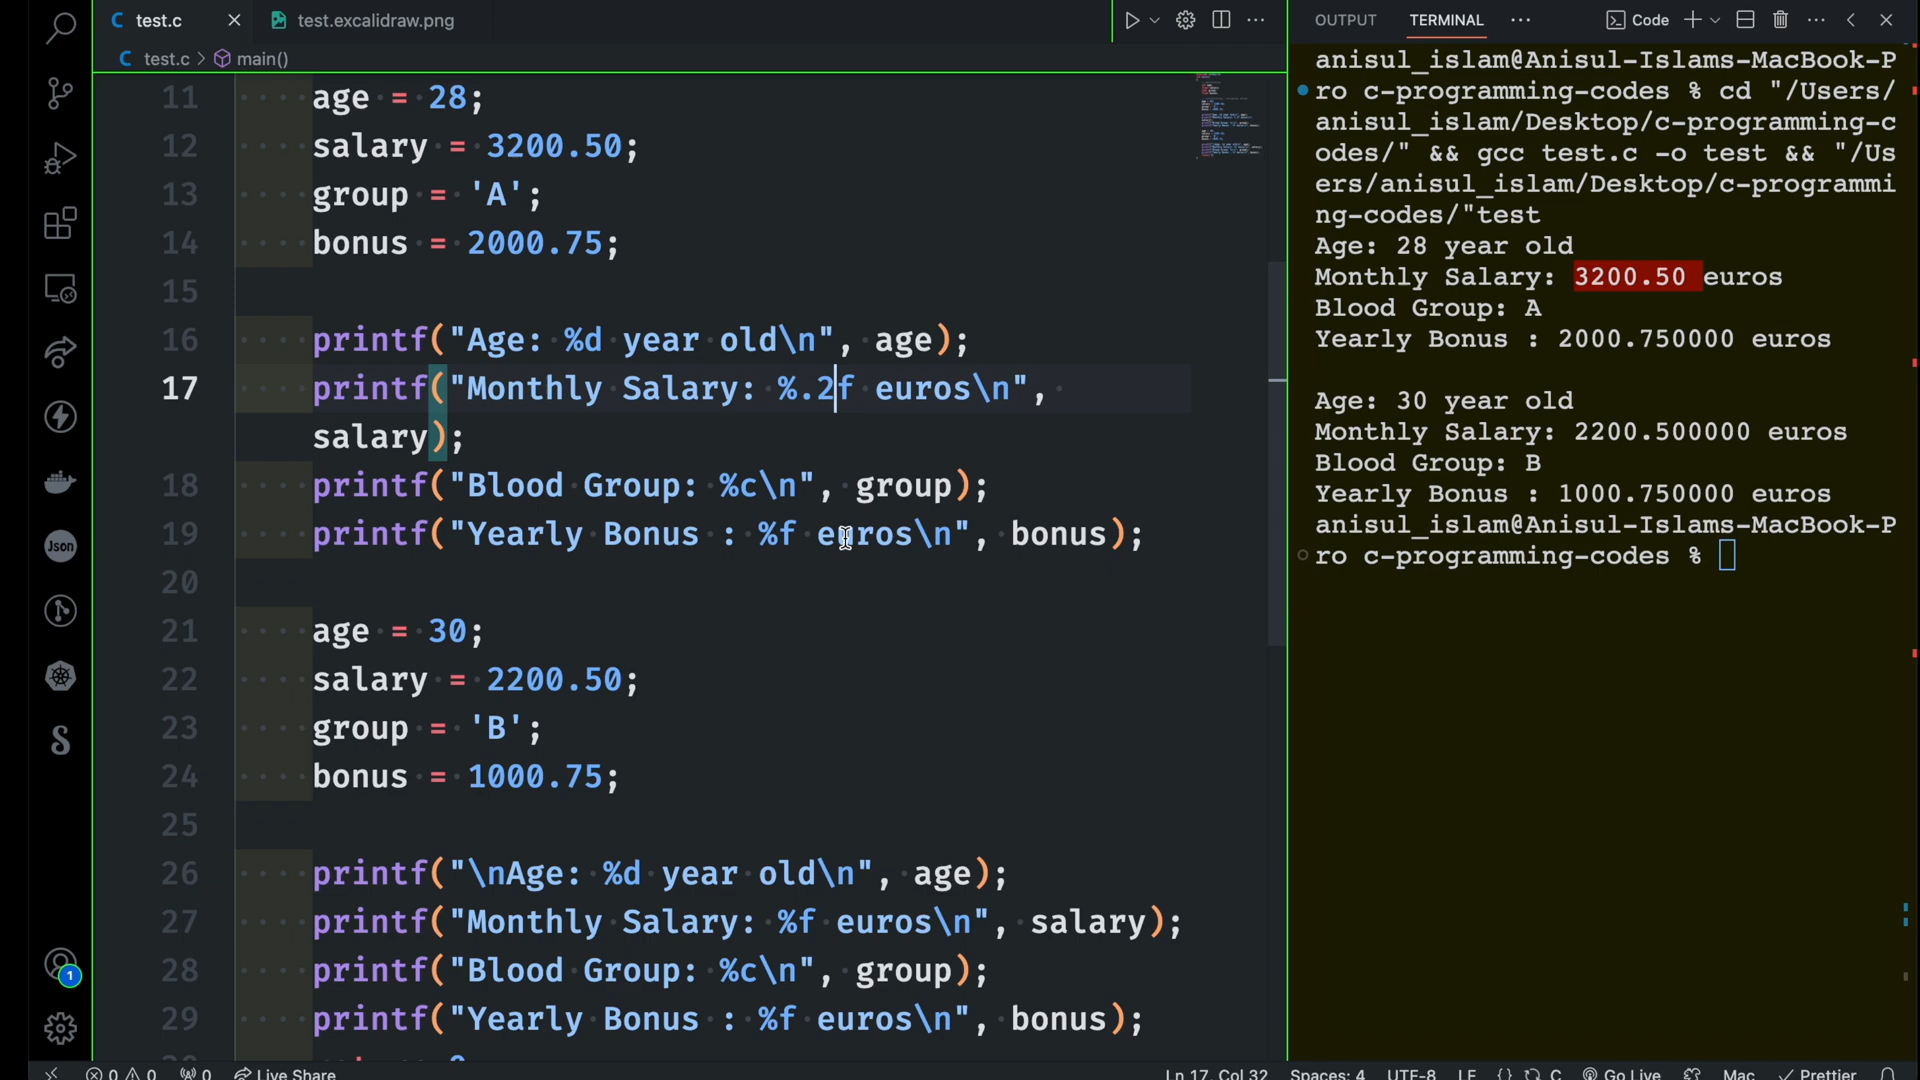 test.c
test.excalidraw.png
OUTPUT TERMINAL
Code
test.c > main()
11 age = 28;
12 salary = 3200.50;
13 group = 'A';
14 bonus = 2000.75;
15
16 printf("Age: %d year old\n", age);
17 printf("Monthly Salary: %.2f euros\n",
salary);
18 printf("Blood Group: %c\n", group);
19 printf("Yearly Bonus : %f euros\n", bonus);
20
21 age = 30;
22 salary = 2200.50;
23 group = 'B';
24 bonus = 1000.75;
25
26 printf("\nAge: %d year old\n", age);
27 printf("Monthly Salary: %f euros\n", salary);
28 printf("Blood Group: %c\n", group);
29 printf("Yearly Bonus : %f euros\n", bonus);
anisul_islam@Anisul-Islams-MacBook-P
ro c-programming-codes % cd "/Users/
anisul_islam/Desktop/c-programming-c
odes/" && gcc test.c -o test && "/Us
ers/anisul_islam/Desktop/c-programmi
ng-codes/"test
Age: 28 year old
Monthly Salary: 3200.50 euros
Blood Group: A
Yearly Bonus : 2000.750000 euros
Age: 30 year old
Monthly Salary: 2200.500000 euros
Blood Group: B
Yearly Bonus : 1000.750000 euros
anisul_islam@Anisul-Islams-MacBook-P
ro c-programming-codes %
Json
1
0 0 0 Live Share
Ln 17, Col 32 Spaces: 4 UTF-8 LF {} C Go Live Mac Prettier